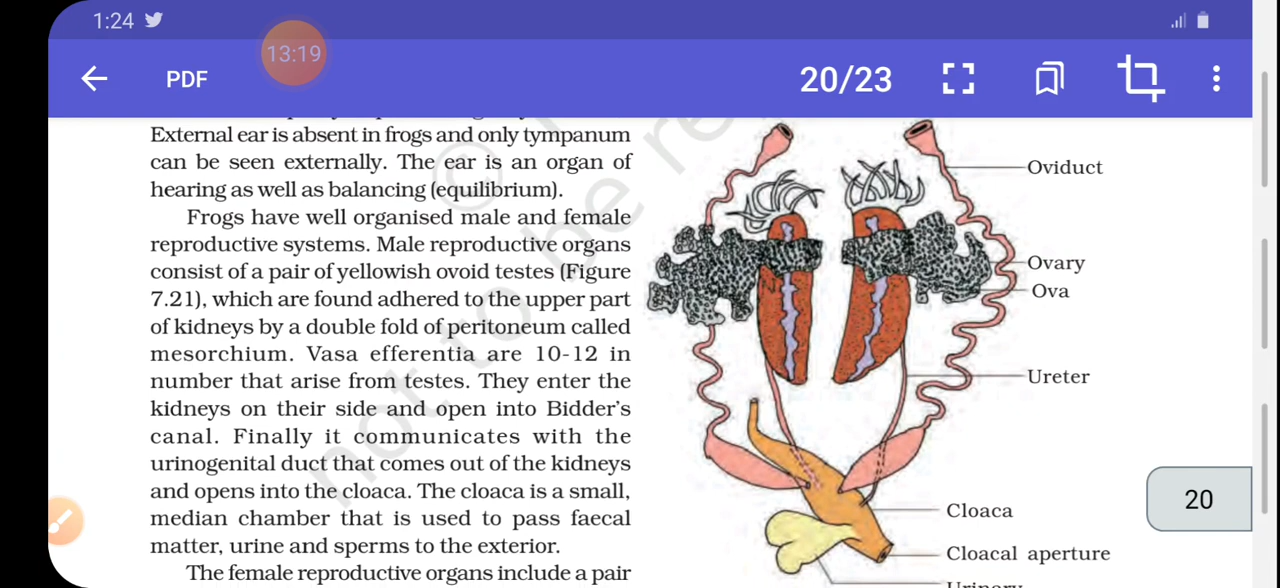 1:24
13:19
PDF
20/23
External ear is absent in frogs and only tympanum
can be seen externally. The ear is an organ of
hearing as well as balancing (equilibrium).
Frogs have well organised male and female
reproductive systems. Male reproductive organs
consist of a pair of yellowish ovoid testes (Figure
7.21), which are found adhered to the upper part
of kidneys by a double fold of peritoneum called
mesorchium. Vasa efferentia are 10-12 in
number that arise from testes. They enter the
kidneys on their side and open into Bidder's
canal. Finally it communicates with the
urinogenital duct that comes out of the kidneys
and opens into the cloaca. The cloaca is a small,
median chamber that is used to pass faecal
matter, urine and sperms to the exterior.
The female reproductive organs include a pair
Oviduct
Ovary
Ova
Ureter
Cloaca
Cloacal aperture
Urinary
20
© 
not to be re